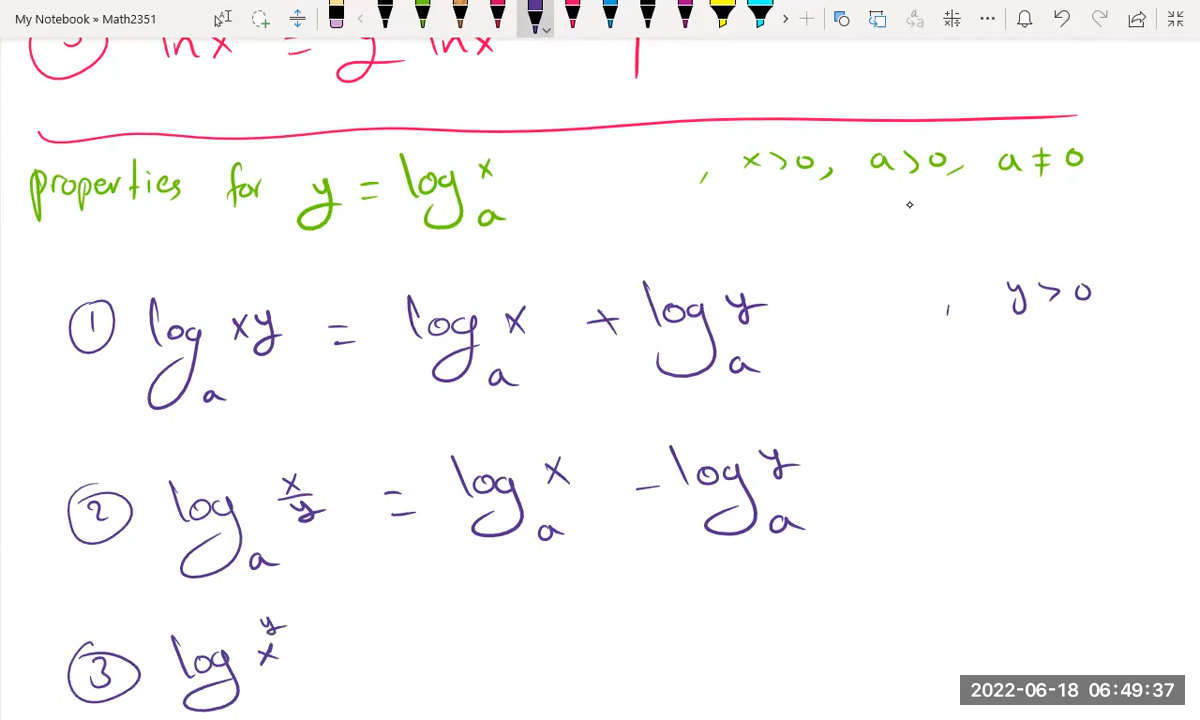 My Notebook » Math2351
③ ln x = y ln x
properties for y = log_a x , x>0, a>0, a≠0
① log_a xy = log_a x + log_a y , y>0
② log_a x/y = log_a x - log_a y
③ log x^y
2022-06-18 06:49:37